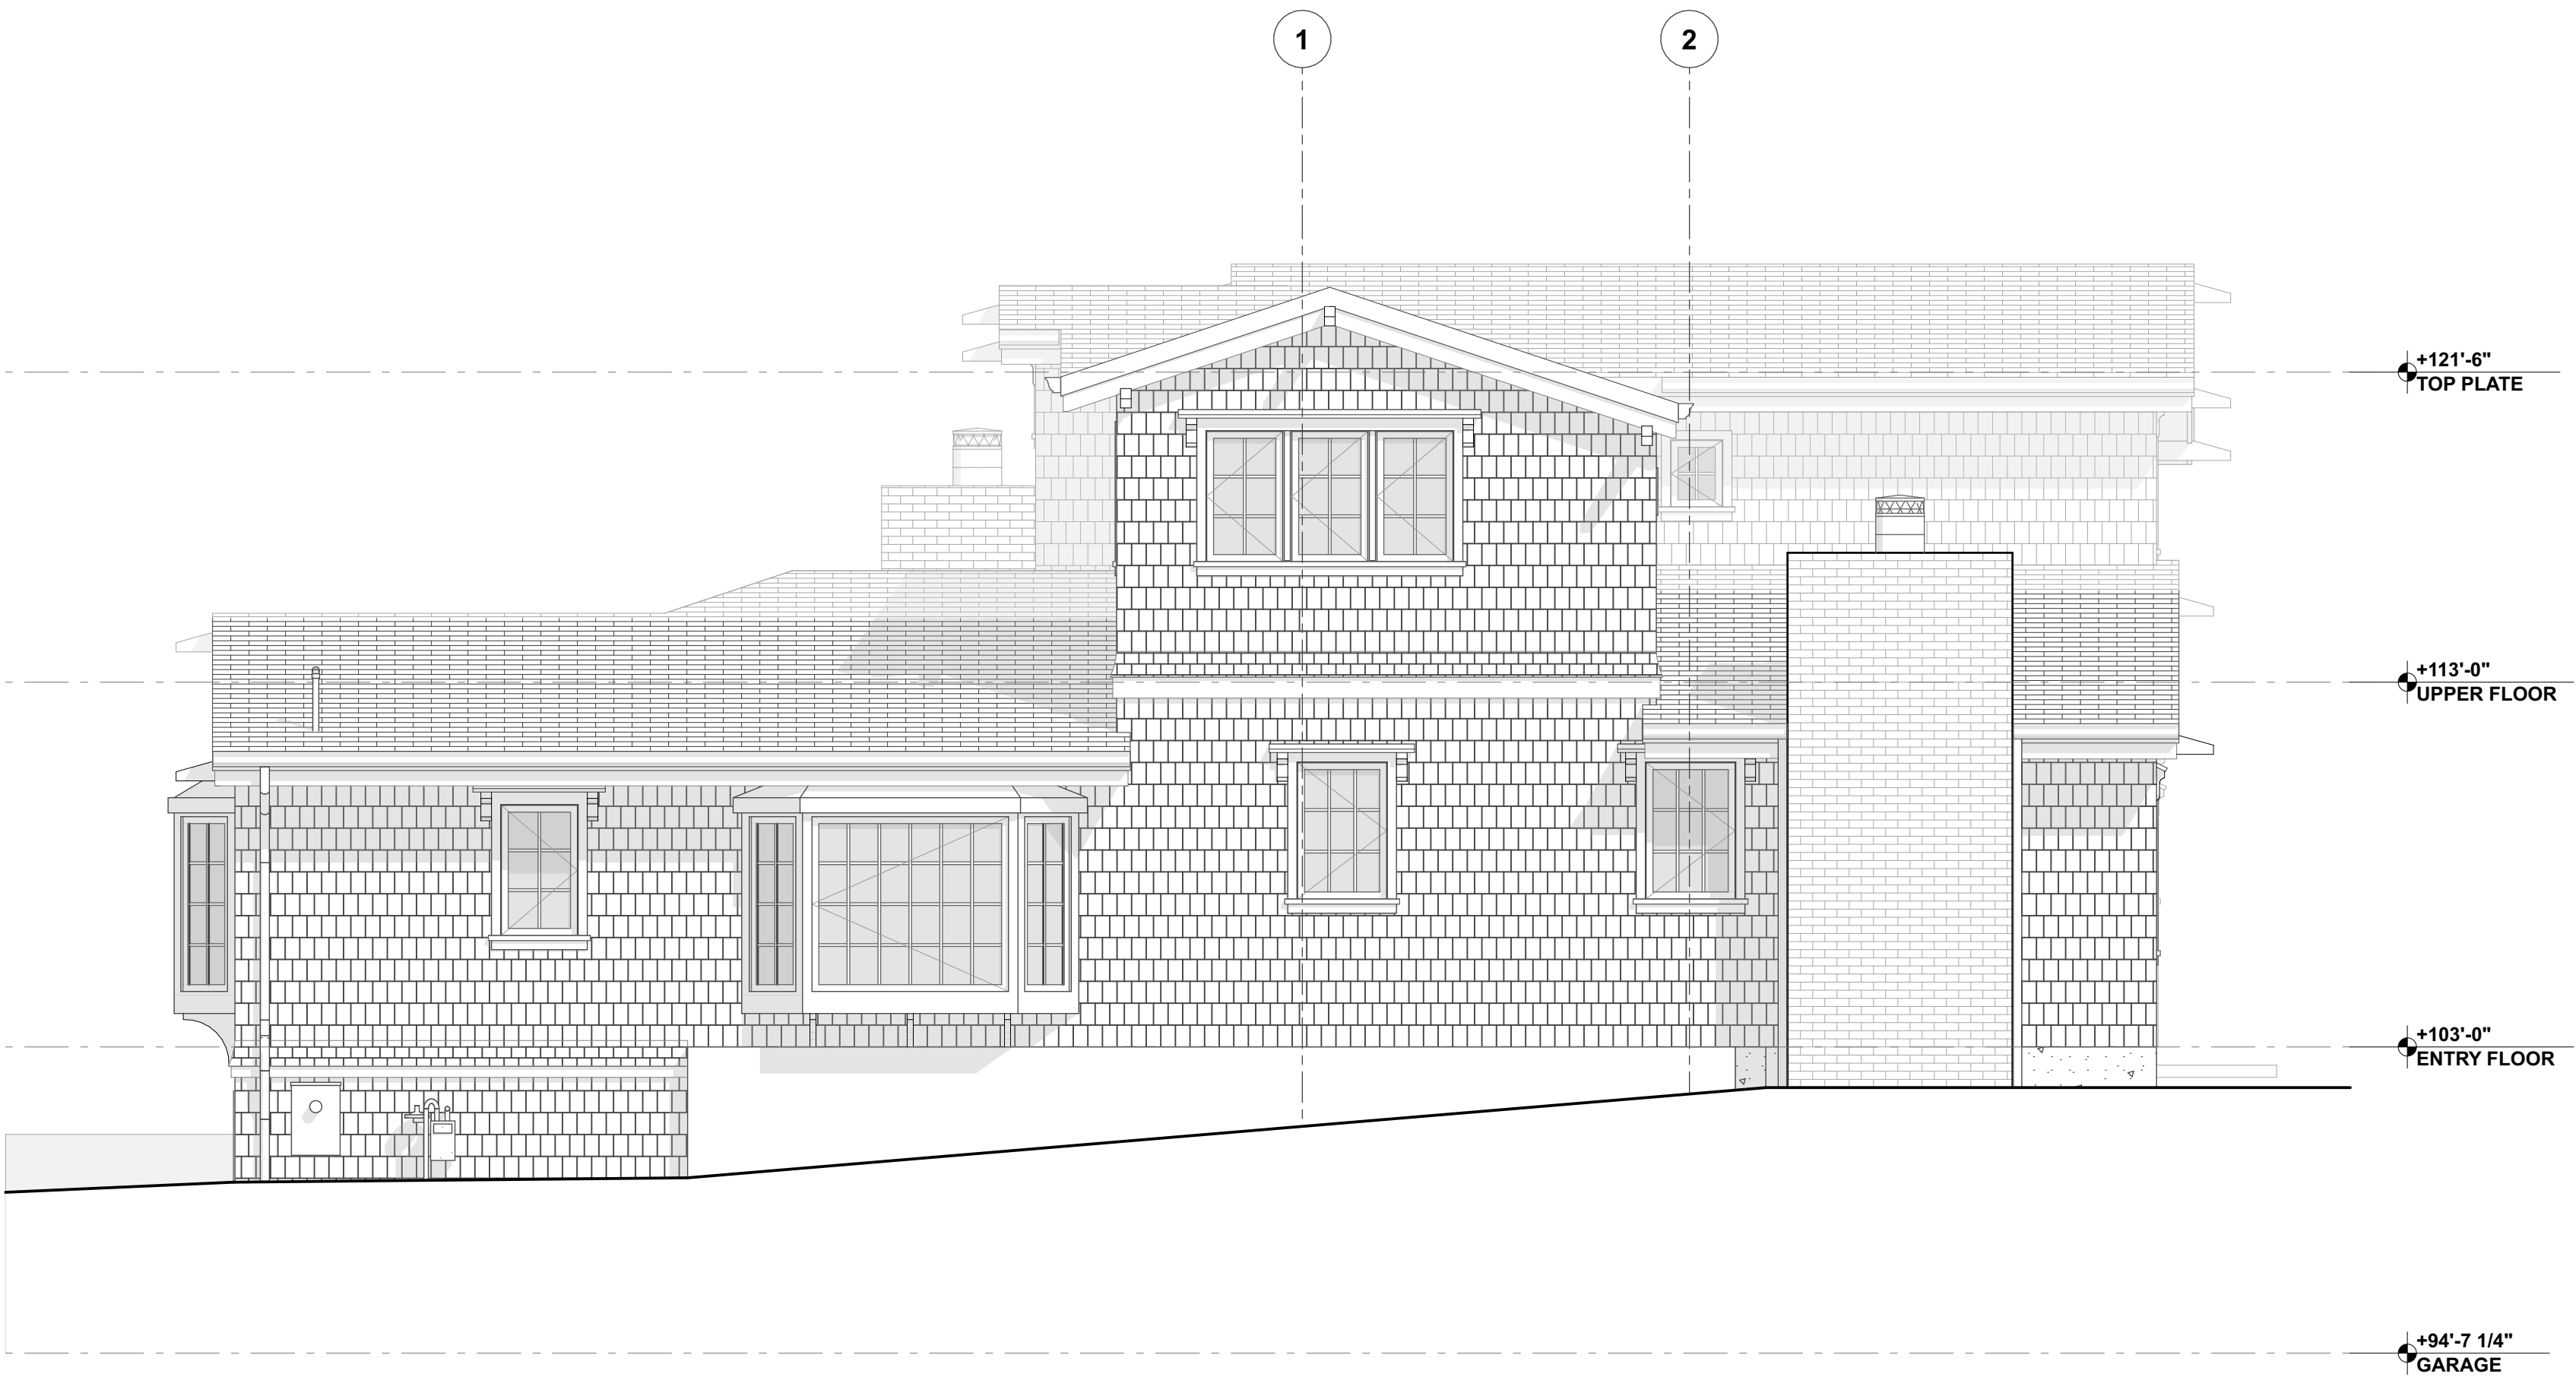 1
2
+121'-6"
TOP PLATE
+113'-0"
UPPER FLOOR
+103'-0"
ENTRY FLOOR
+94'-7 1/4"
GARAGE